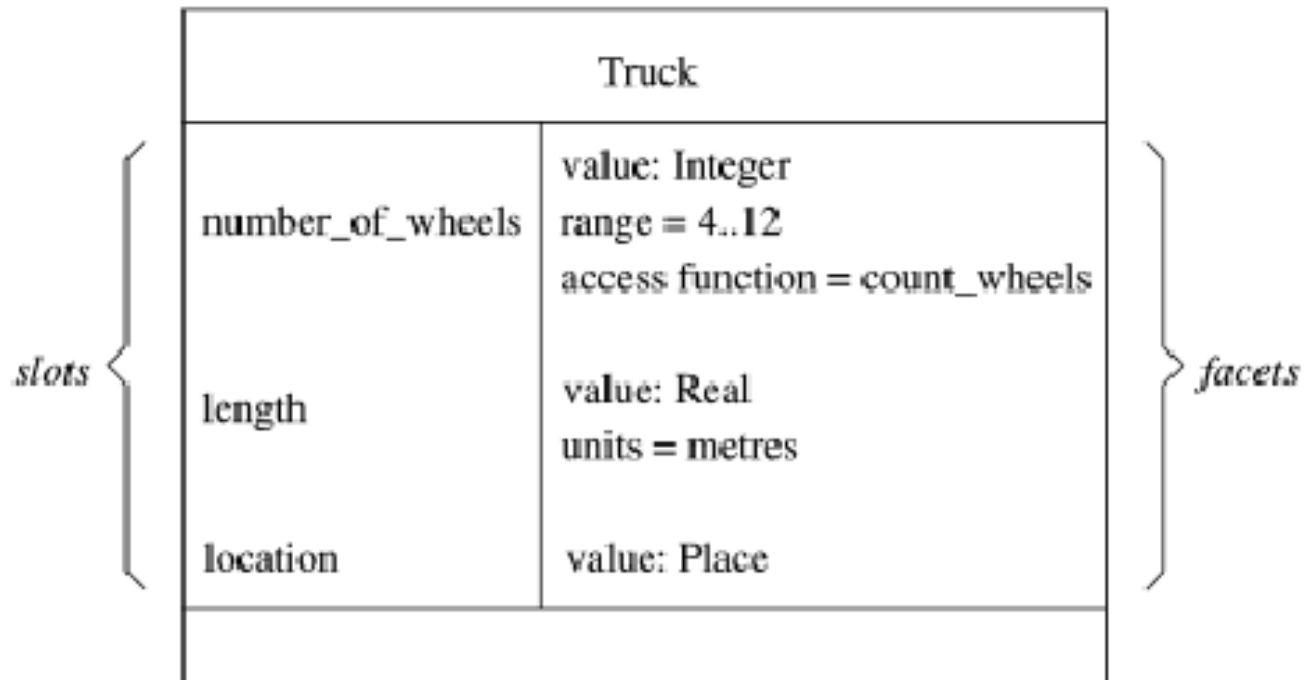 Truck
value: Integer
number_of_wheels range = 4..12
access function = count_wheels
slots
facets
length
value: Real
units = metres
location value: Place